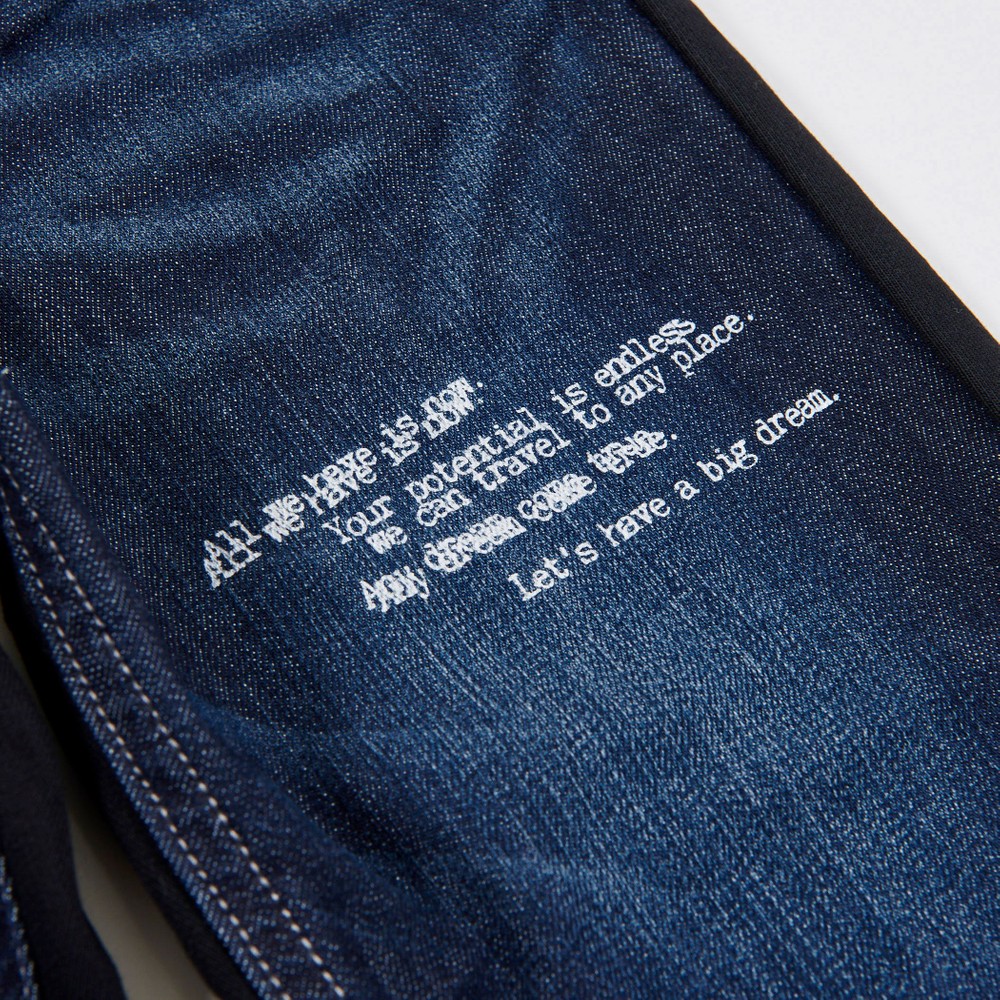 All we have is now.
Your potential is endless
we can travel to any place.
Any dream come true.
Let's have a big dream.